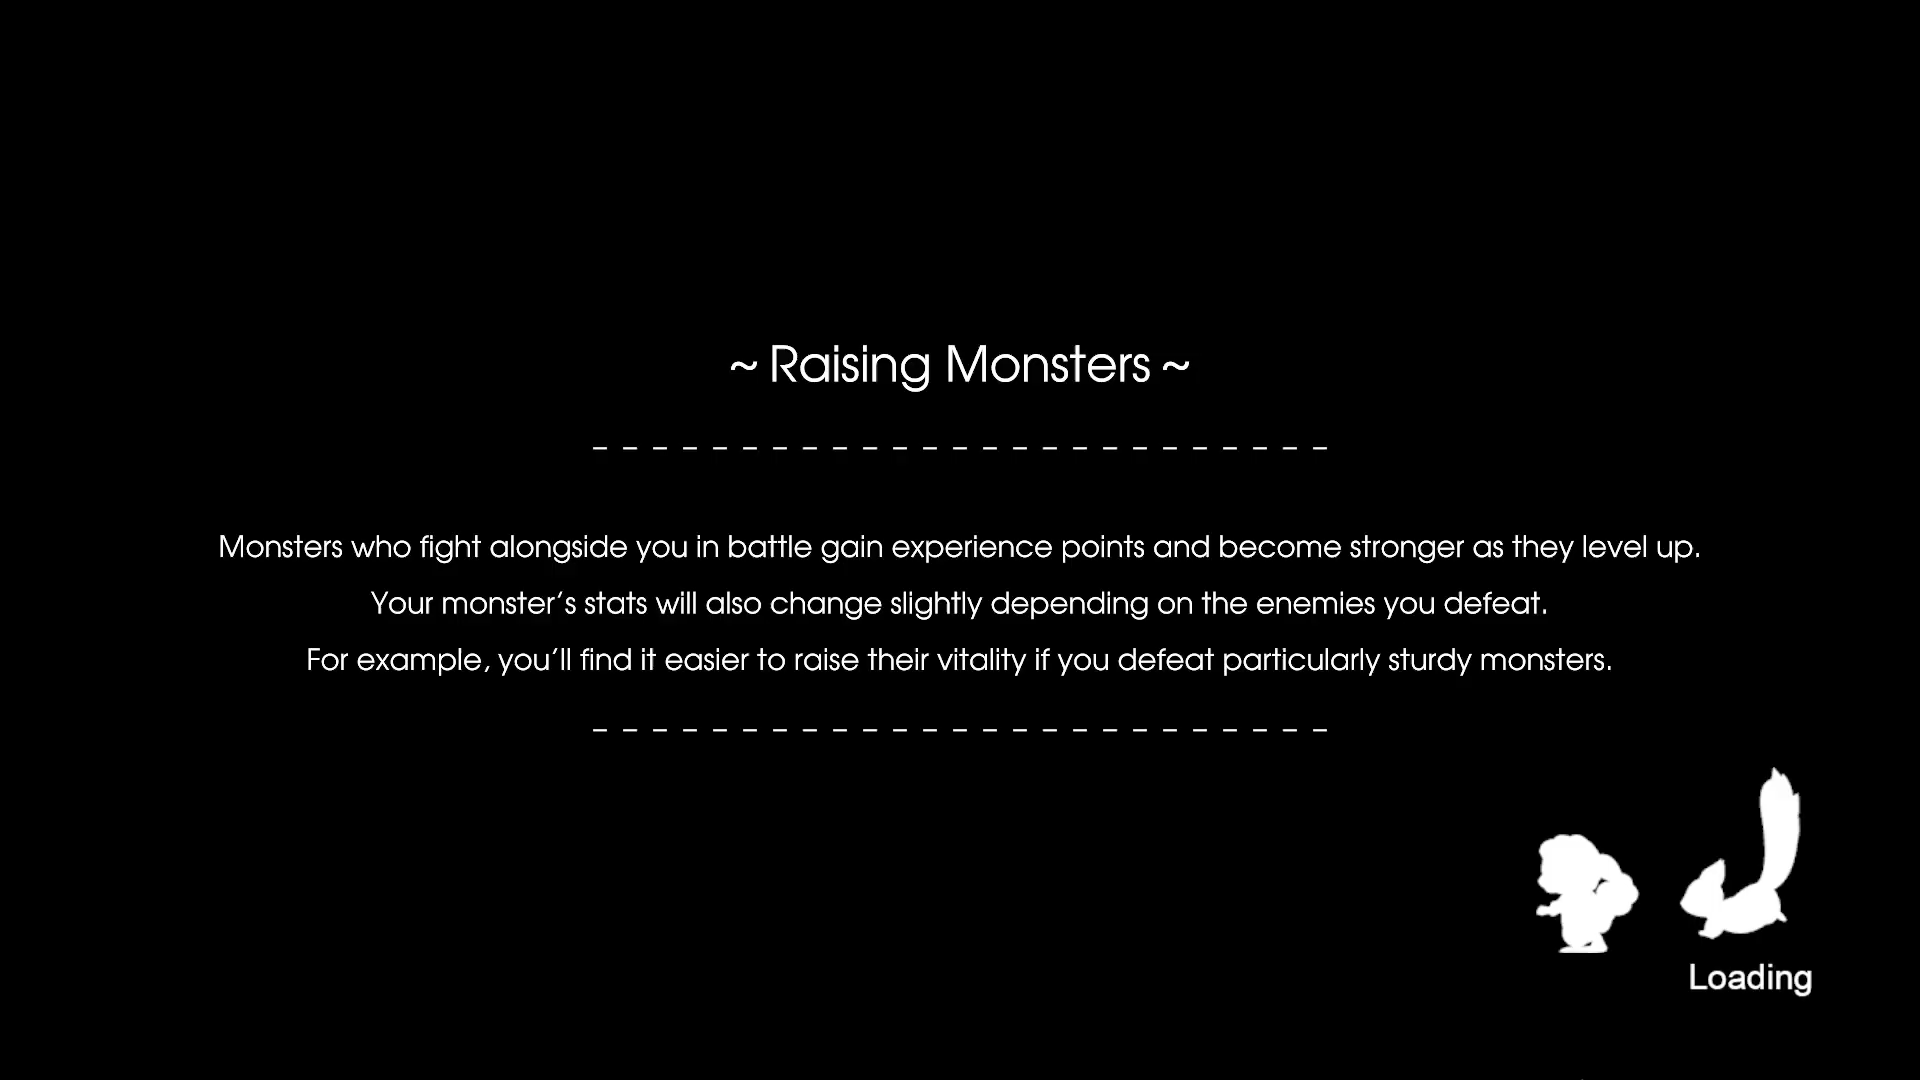 ~ Raising Monsters ~
– – – – – – – – – – – – – – – – – – – – – – – – –
Monsters who fight alongside you in battle gain experience points and become stronger as they level up.
Your monster’s stats will also change slightly depending on the enemies you defeat.
For example, you’ll find it easier to raise their vitality if you defeat particularly sturdy monsters.
– – – – – – – – – – – – – – – – – – – – – – – – –
Loading